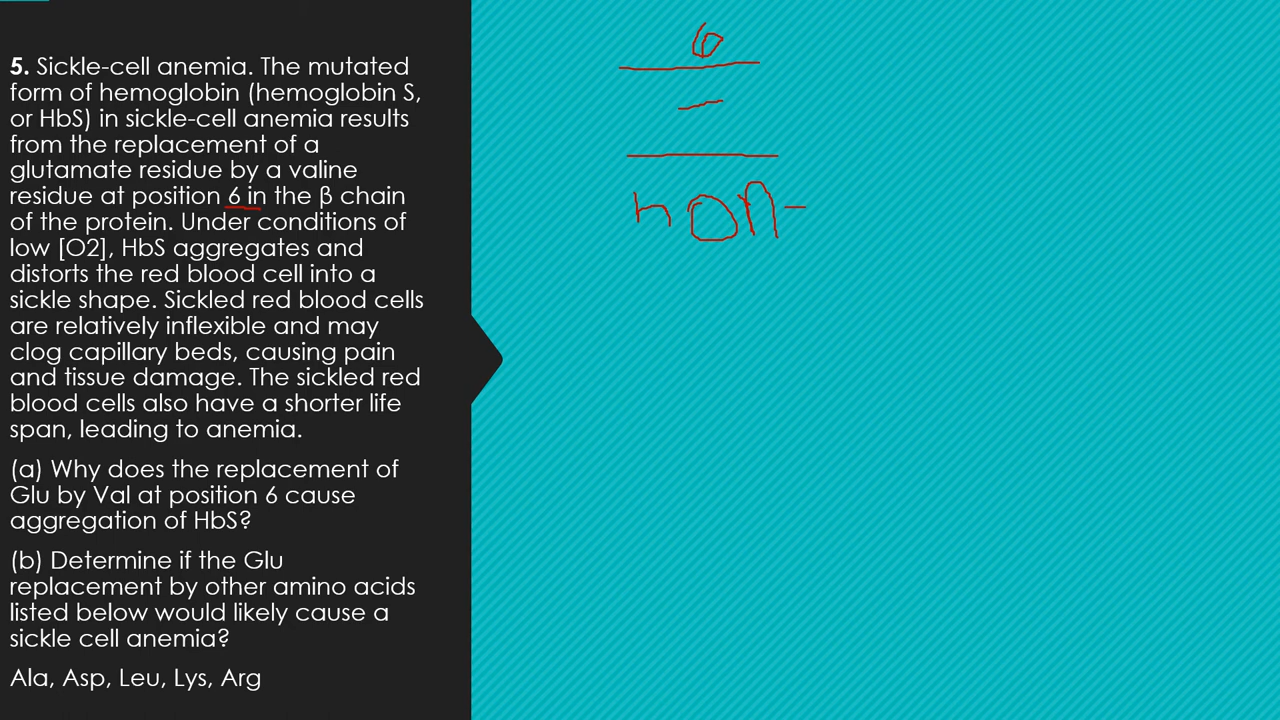 5. Sickle-cell anemia. The mutated
form of hemoglobin (hemoglobin S,
or HbS) in sickle-cell anemia results
from the replacement of a
glutamate residue by a valine
residue at position 6 in the β chain
of the protein. Under conditions of
low [O2], HbS aggregates and
distorts the red blood cell into a
sickle shape. Sickled red blood cells
are relatively inflexible and may
clog capillary beds, causing pain
and tissue damage. The sickled red
blood cells also have a shorter life
span, leading to anemia.
(a) Why does the replacement of
Glu by Val at position 6 cause
aggregation of HbS?
(b) Determine if the Glu
replacement by other amino acids
listed below would likely cause a
sickle cell anemia?
Ala, Asp, Leu, Lys, Arg
6
–
non-